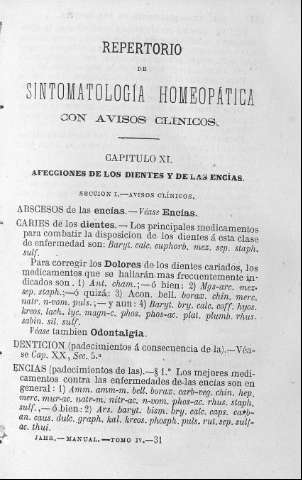 REPERTORIO
DE
SINTOMATOLOGÍA HOMEOPÁTICA
CON AVISOS CLÍNICOS.
CAPITULO XI.
AFECCIONES DE LOS DIENTES Y DE LAS ENCÍAS.
SECCION I.—AVISOS CLÍNICOS.
ABSCESOS de las encías.—Véase Encías.
CARIES de los dientes.—Los principales medicamentos
para combatir la disposicion de los dientes á esta clase
de enfermedad son: Baryt. calc. euphorb. mez. sep. staph.
sulf.
Para corregir los Dolores de los dientes cariados, los
medicamentos que se hallarán mas frecuentemente in-
dicados son. 1) Ant. cham.;—ó bien: 2) Mgs-arc. mez.
sep. staph.;—ó quizá: 3) Acon. bell. borax. chin. merc.
natr. n-vom. puls.;—y aun: 4) Baryt. bry. calc. coff. hyos.
kreos. lach. lyc. magn-c. phos. phos-ac. plat. plumb. rhus.
sabin. sil. sulf.
Véase tambien Odontalgia.
DENTICION (padecimientos á consecuencia de la).—Véa-
se Cap. XX, Sec. 5.ª
ENCÍAS (padecimientos de las).—§ 1.º Los mejores medi-
camentos contra las enfermedades de las encías son en
general: 1) Amm. amm-m. bell. borax. carb-veg. chin. hep.
merc. mur-ac. natr-m. nitr-ac. n-vom. phos-ac. rhus. staph.
sulf.,—ó bien: 2) Ars. baryt. bism. bry. calc. caps. carb-
an. caus. dulc. graph. kal. kreos. phosph. puls. rut. sep. sulf-
ac. thui.
JAHR.—MANUAL.—TOMO IV.—31